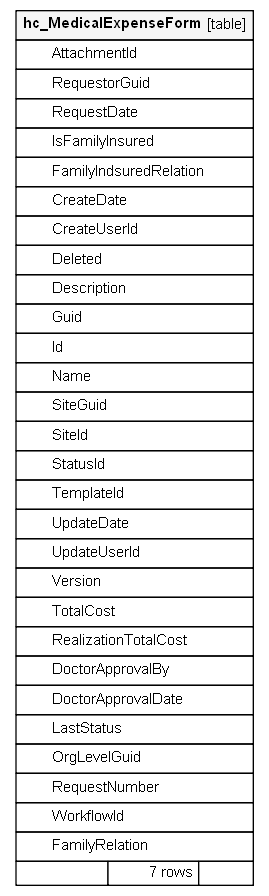 hc_MedicalExpenseForm [table]
AttachmentId
RequestorGuid
RequestDate
IsFamilyInsured
FamilyIndsuredRelation
CreateDate
CreateUserId
Deleted
Description
Guid
Id
Name
SiteGuid
SiteId
StatusId
TemplateId
UpdateDate
UpdateUserId
Version
TotalCost
RealizationTotalCost
DoctorApprovalBy
DoctorApprovalDate
LastStatus
OrgLevelGuid
RequestNumber
WorkflowId
FamilyRelation
7 rows